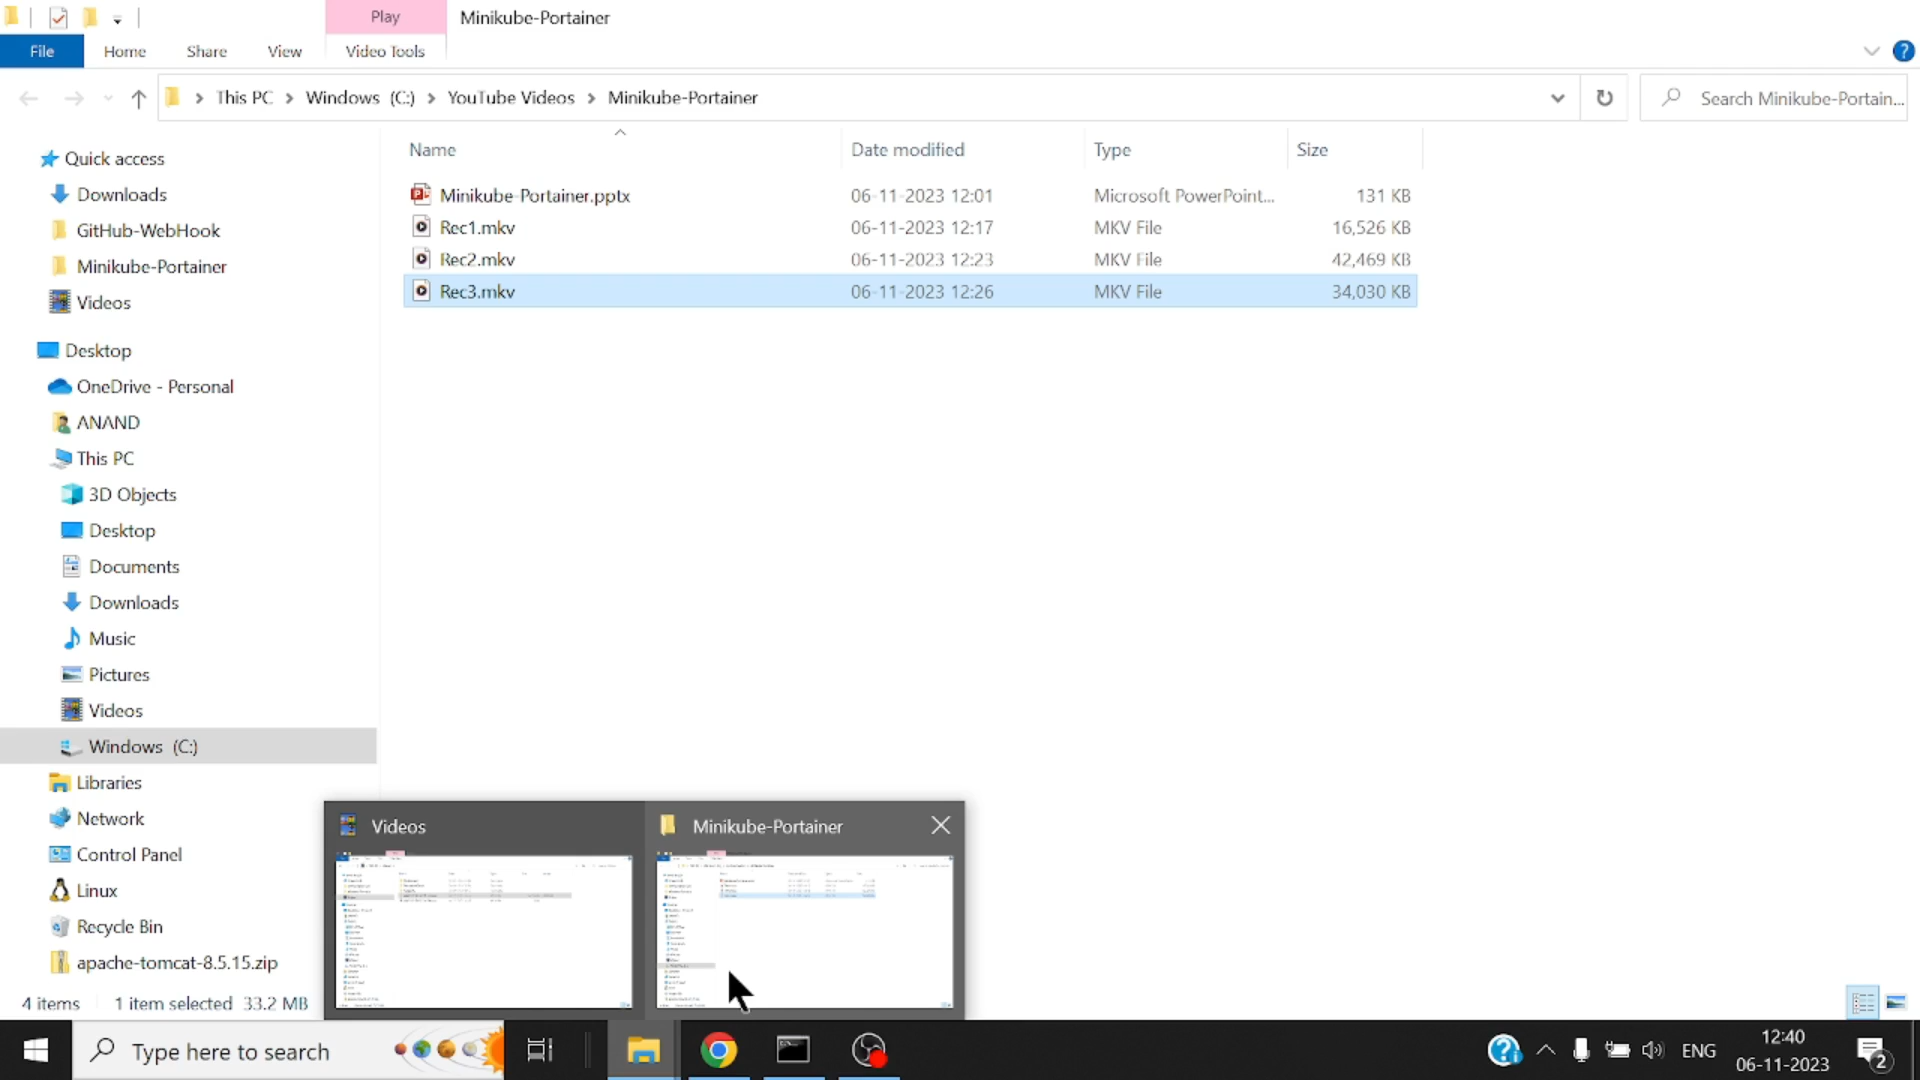 Play
Minikube-Portainer
File
Home
Share
View
Video Tools
This PC
Windows (C:)
YouTube Videos
Minikube-Portainer
Search Minikube-Portain...
Quick access
Downloads
GitHub-WebHook
Minikube-Portainer
Videos
Desktop
OneDrive - Personal
ANAND
This PC
3D Objects
Desktop
Documents
Downloads
Music
Pictures
Videos
Windows (C:)
Libraries
Network
Control Panel
Linux
Recycle Bin
apache-tomcat-8.5.15.zip
Name Date modified Type Size
Minikube-Portainer.pptx 06-11-2023 12:01 Microsoft PowerPoint... 131 KB
Rec1.mkv 06-11-2023 12:17 MKV File 16,526 KB
Rec2.mkv 06-11-2023 12:23 MKV File 42,469 KB
Rec3.mkv 06-11-2023 12:26 MKV File 34,030 KB
Videos
Minikube-Portainer
4 items 1 item selected 33.2 MB
Type here to search
ENG
12:40
06-11-2023
2